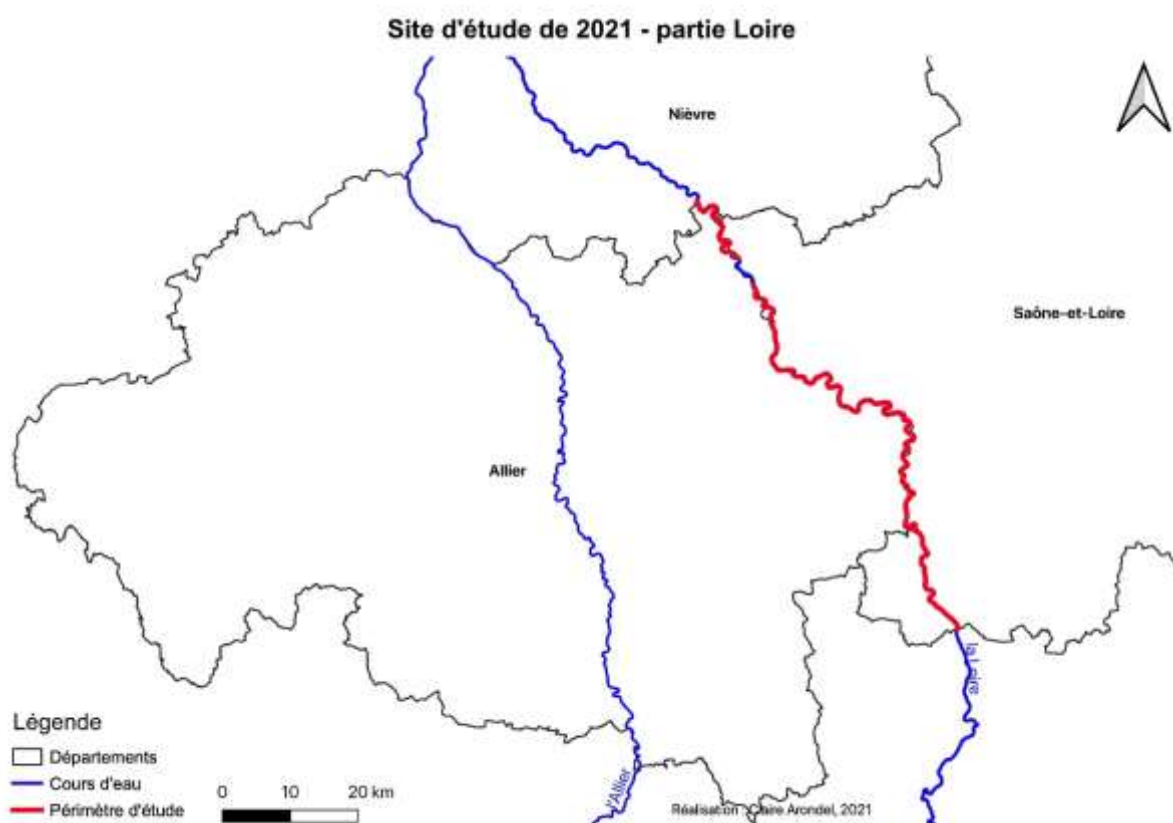 Site d'étude de 2021 - partie Loire
Nièvre
Saône-et-Loire
Allier
la Loire
Légende
Départements
Cours d'eau
Périmètre d'étude
0 10 20 km
l'Allier
Réalisation : Claire Arondel, 2021